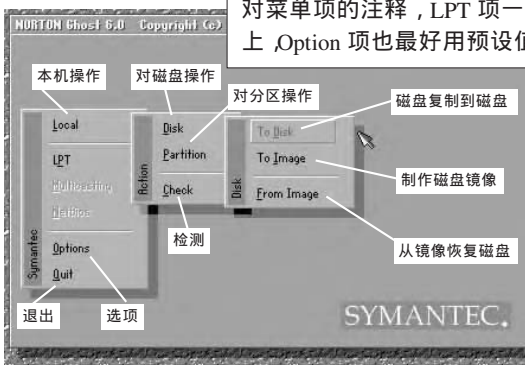 对菜单项的注释，LPT 项一
上，Option 项也最好用预设值
NORTON Ghost 6.0 Copyright (c)
本机操作
对磁盘操作
对分区操作
磁盘复制到磁盘
制作磁盘镜像
从镜像恢复磁盘
检测
退出
选项
Local
LPT
Multicasting
Netbios
Options
Quit
Symantec
Disk
Partition
Check
Action
To Disk
To Image
From Image
Disk
SYMANTEC.